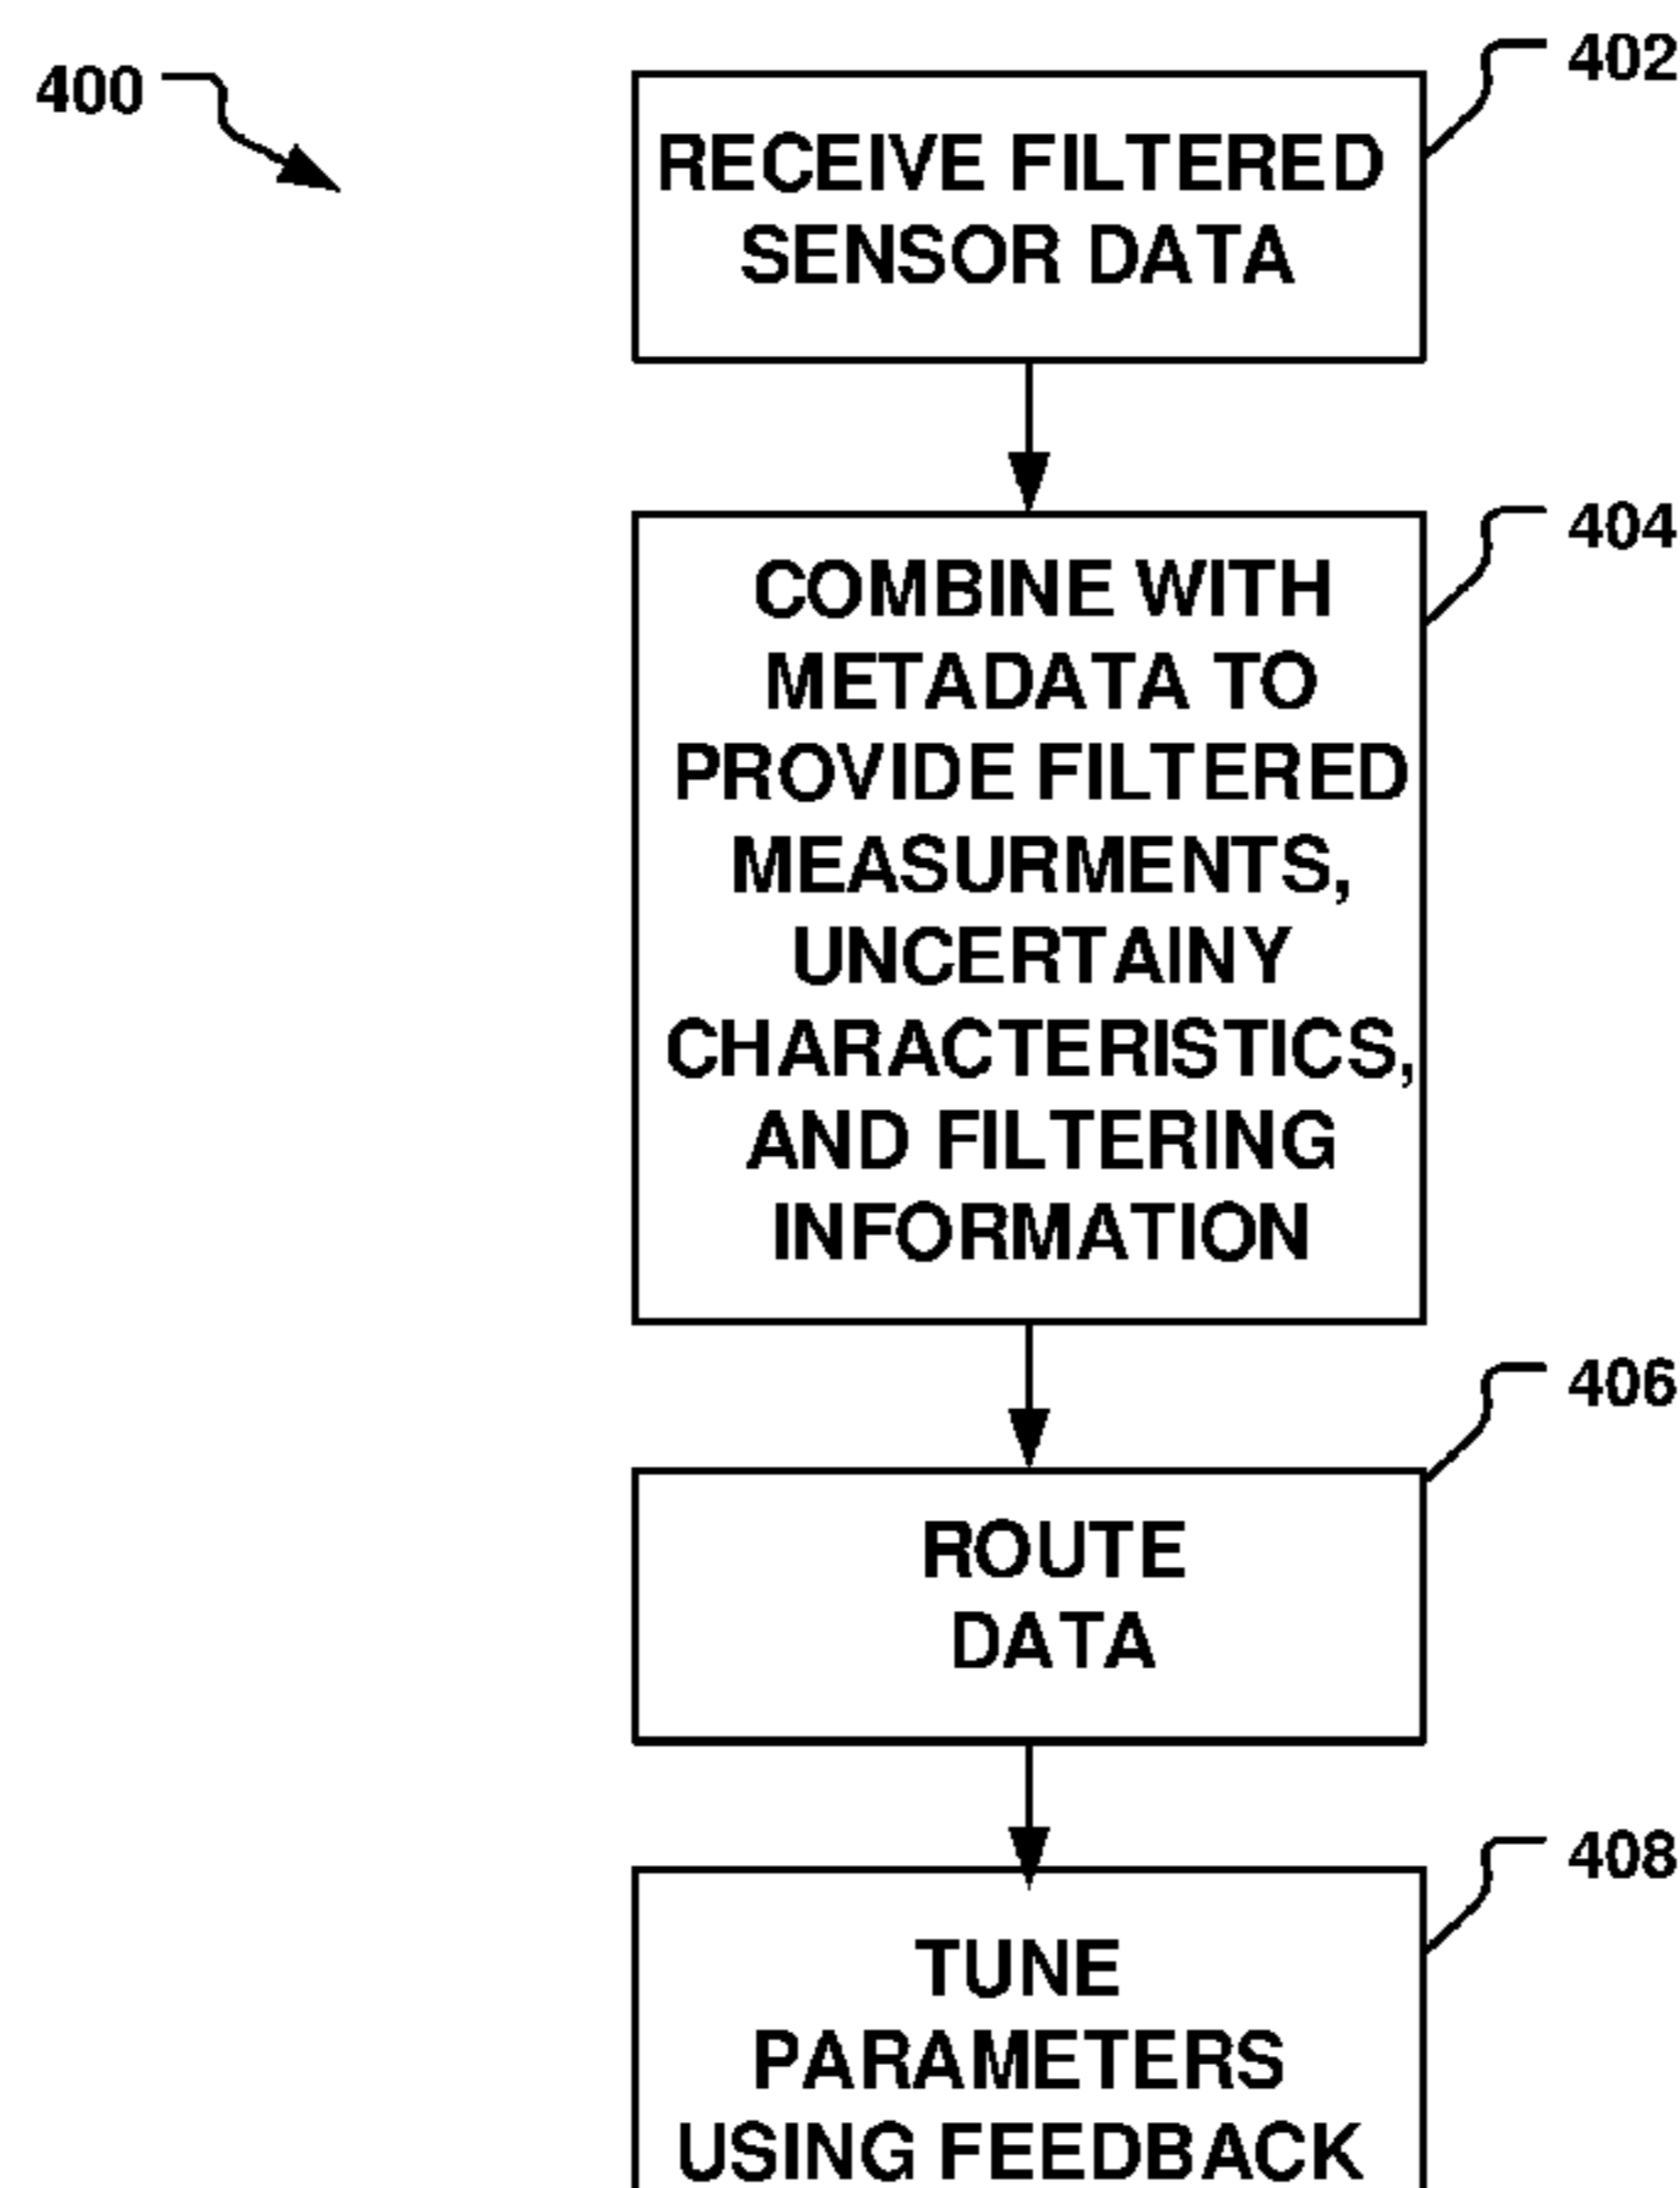 400
402
RECEIVE FILTERED
SENSOR DATA
404
COMBINE WITH
METADATA TO
PROVIDE FILTERED
MEASURMENTS,
UNCERTAINY
CHARACTERISTICS,
AND FILTERING
INFORMATION
406
ROUTE
DATA
408
TUNE
PARAMETERS
USING FEEDBACK